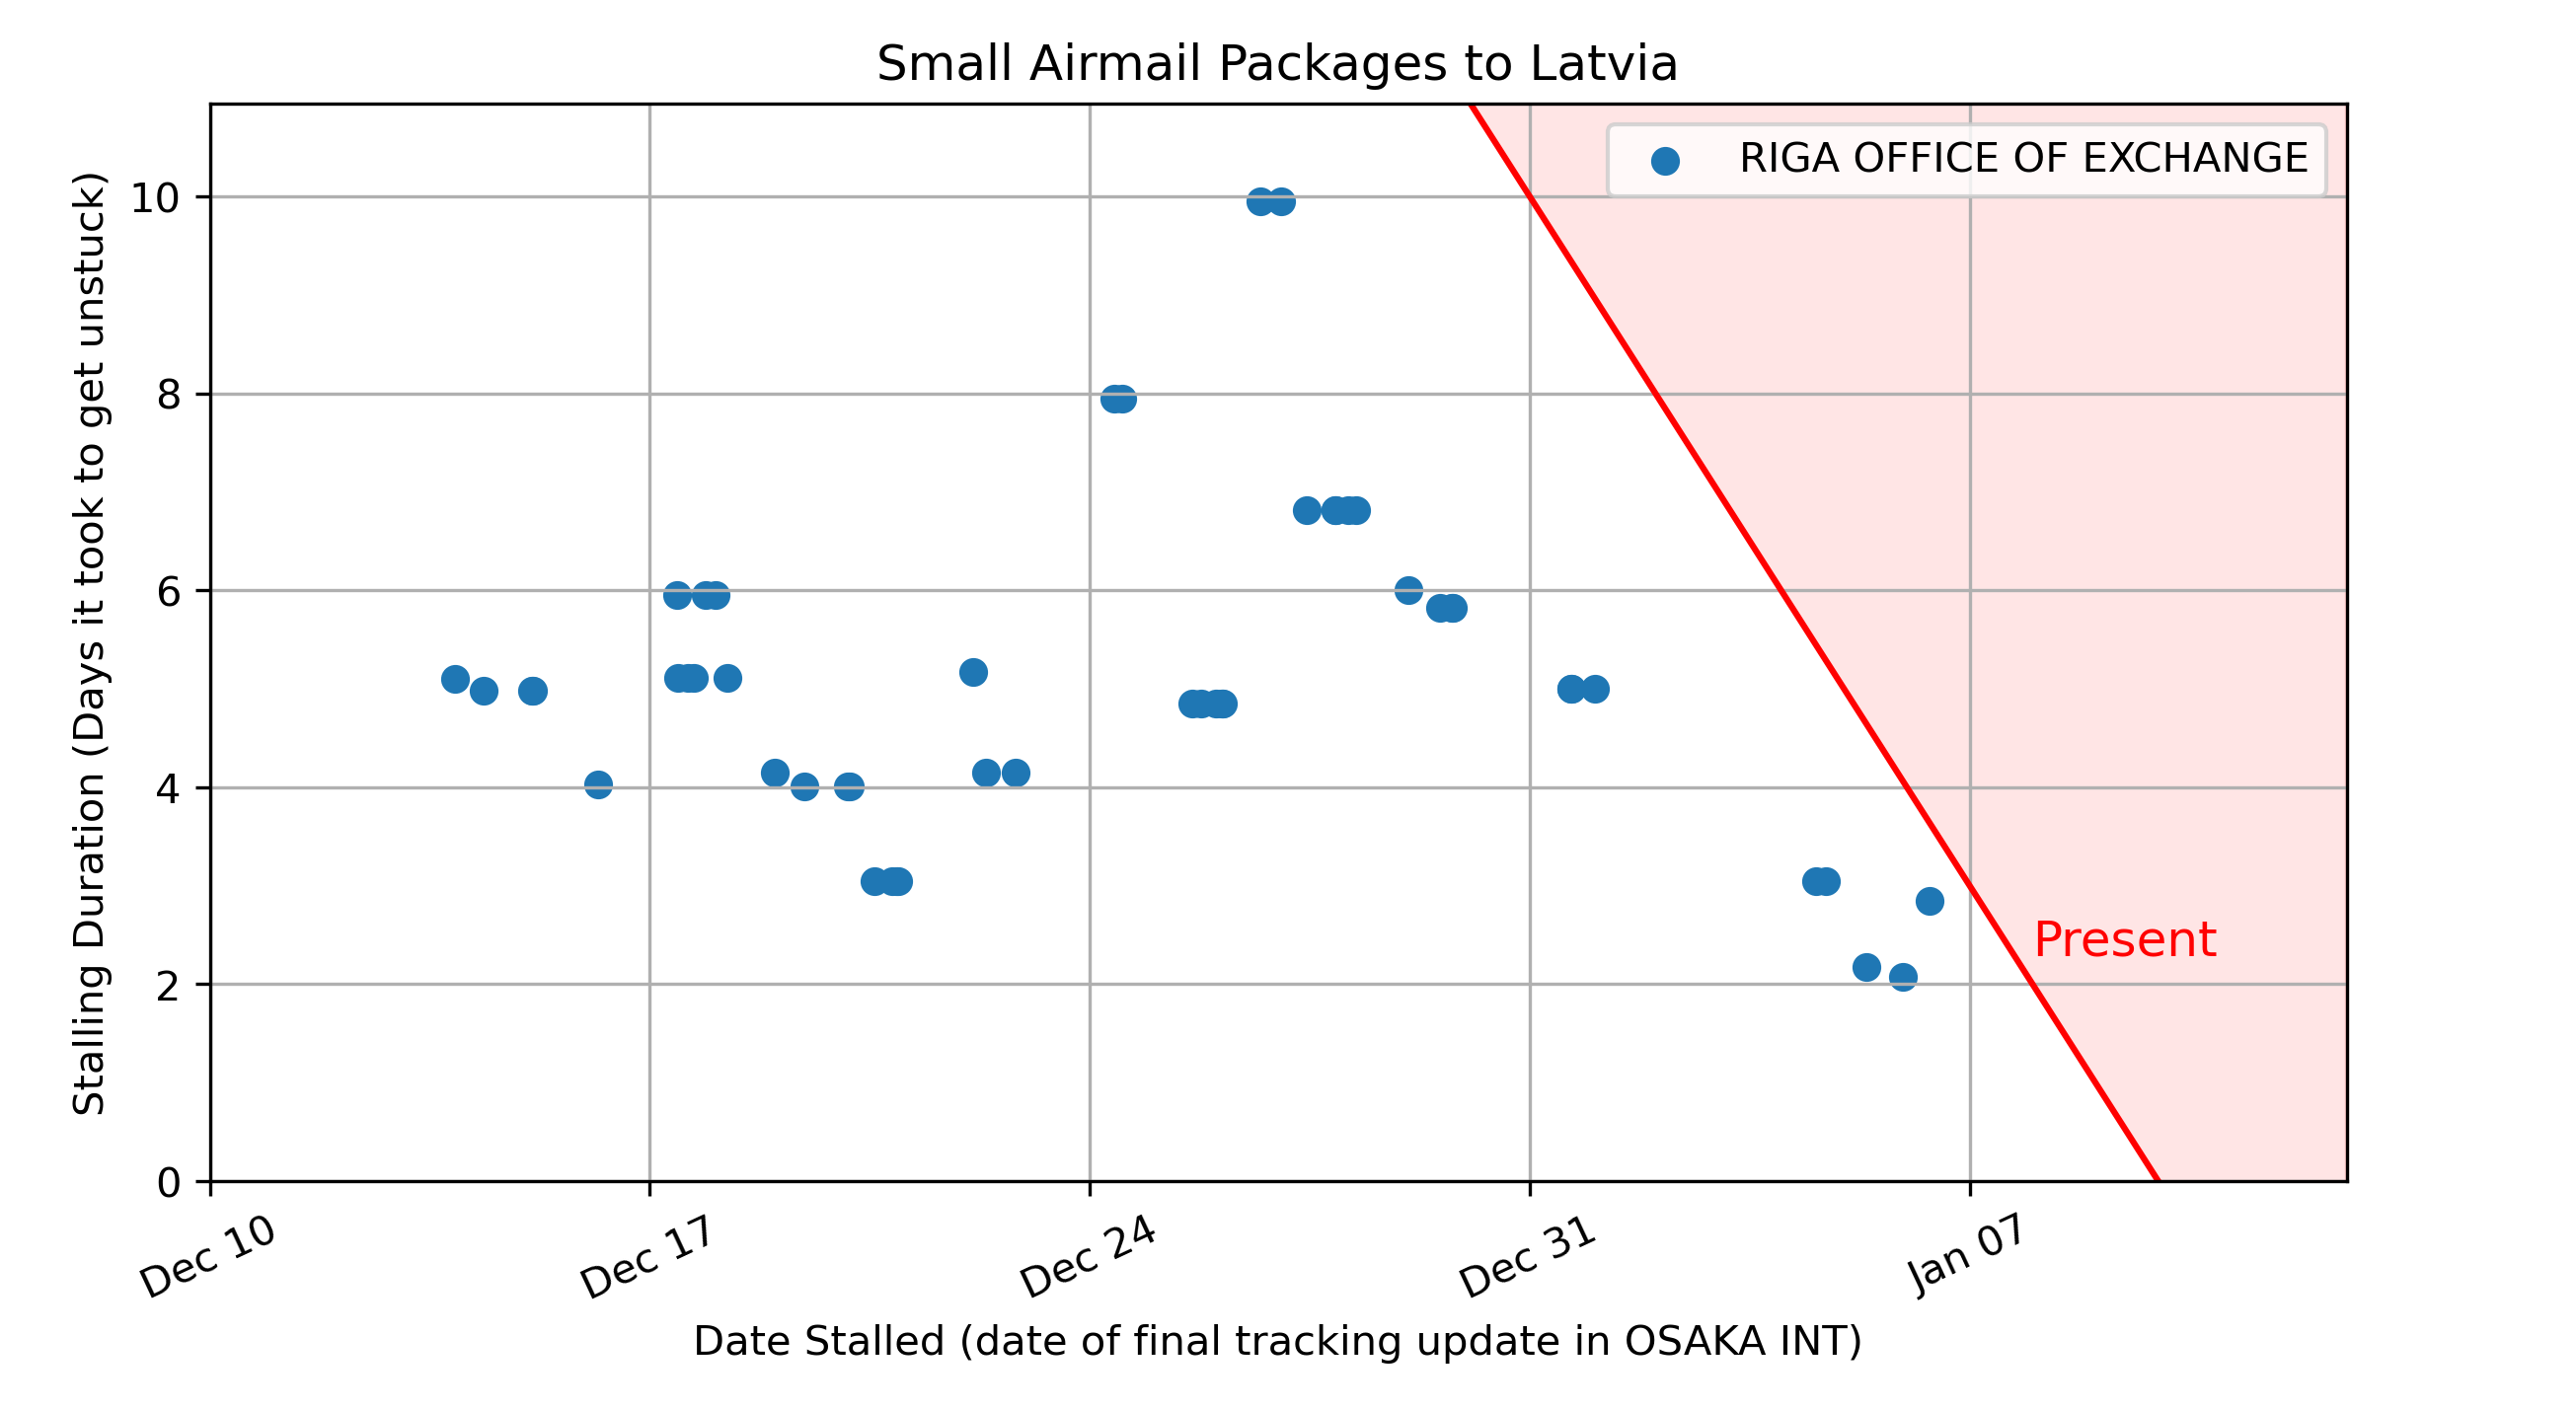 Small Airmail Packages to Latvia
RIGA OFFICE OF EXCHANGE
Stalling Duration (Days it took to get unstuck)
10
8
6
4
2
0
Present
Dec 10
Dec 17
Dec 24
Dec 31
Jan 07
Date Stalled (date of final tracking update in OSAKA INT)